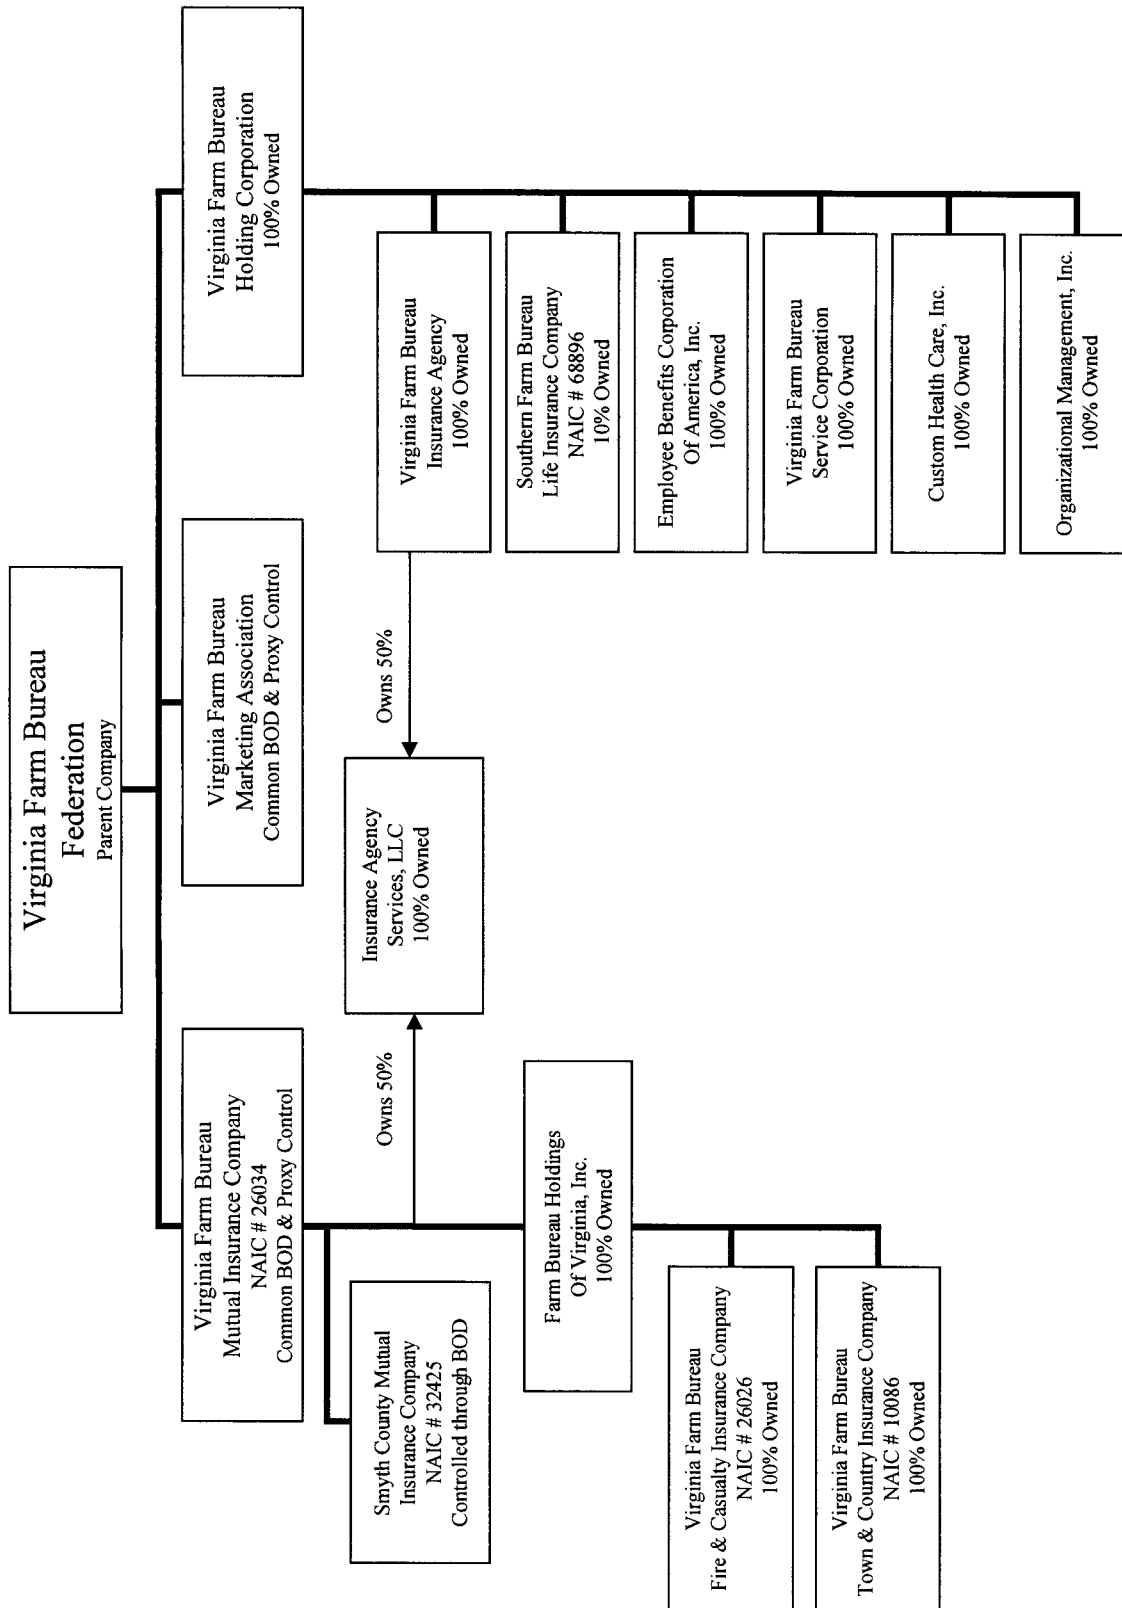 Virginia Farm Bureau
Federation
Parent Company
Virginia Farm Bureau
Mutual Insurance Company
NAIC # 26034
Common BOD & Proxy Control
Virginia Farm Bureau
Marketing Association
Common BOD & Proxy Control
Virginia Farm Bureau
Holding Corporation
100% Owned
Smyth County Mutual
Insurance Company
NAIC # 32425
Controlled through BOD
Owns 50%
Insurance Agency
Services, LLC
100% Owned
Owns 50%
Virginia Farm Bureau
Insurance Agency
100% Owned
Southern Farm Bureau
Life Insurance Company
NAIC # 68896
10% Owned
Farm Bureau Holdings
Of Virginia, Inc.
100% Owned
Employee Benefits Corporation
Of America, Inc.
100% Owned
Virginia Farm Bureau
Fire & Casualty Insurance Company
NAIC # 26026
100% Owned
Virginia Farm Bureau
Service Corporation
100% Owned
Virginia Farm Bureau
Town & Country Insurance Company
NAIC # 10086
100% Owned
Custom Health Care, Inc.
100% Owned
Organizational Management, Inc.
100% Owned